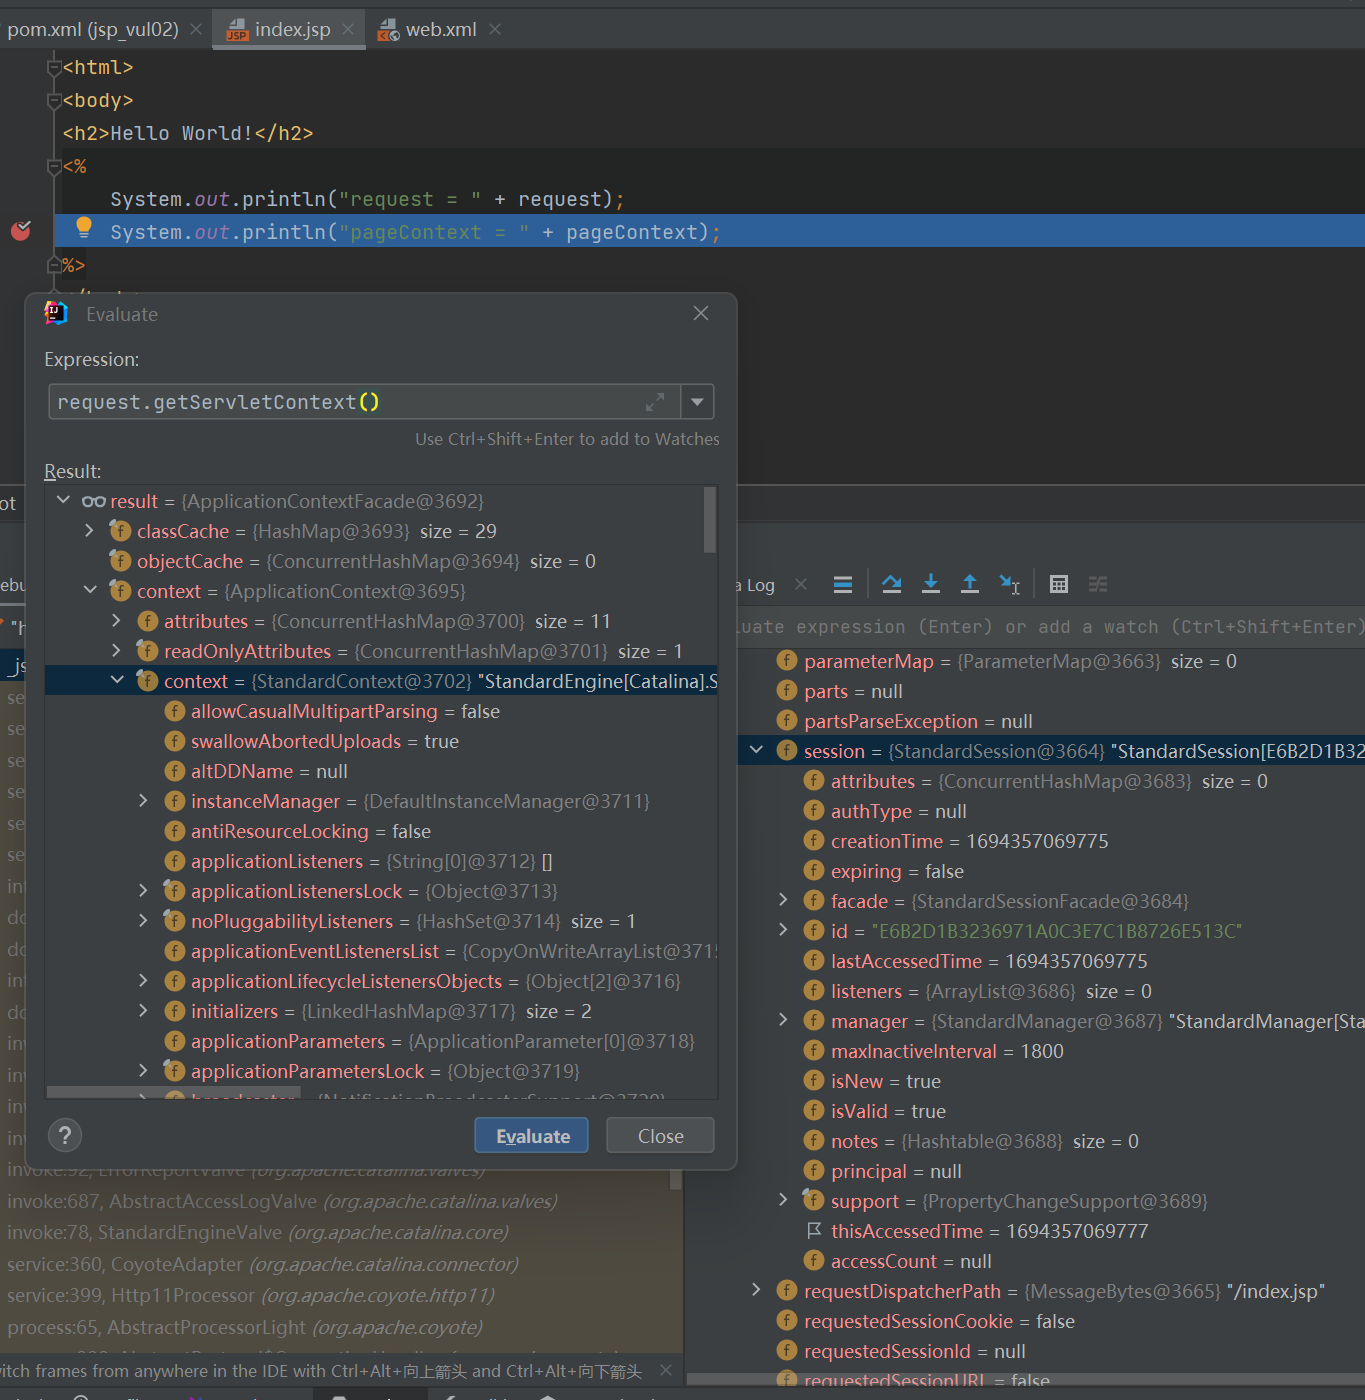 pom.xml (jsp_vul02)
index.jsp
web.xml
<html>
<body>
<h2>Hello World!</h2>
<%
System.out.println("request = " + request);
System.out.println("pageContext = " + pageContext);
%>
Evaluate
Expression:
request.getServletContext()
Use Ctrl+Shift+Enter to add to Watches
Result:
result = {ApplicationContextFacade@3692}
classCache = {HashMap@3693} size = 29
objectCache = {ConcurrentHashMap@3694} size = 0
context = {ApplicationContext@3695}
attributes = {ConcurrentHashMap@3700} size = 11
readOnlyAttributes = {ConcurrentHashMap@3701} size = 1
context = {StandardContext@3702} "StandardEngine[Catalina].S
allowCasualMultipartParsing = false
swallowAbortedUploads = true
altDDName = null
instanceManager = {DefaultInstanceManager@3711}
antiResourceLocking = false
applicationListeners = {String[0]@3712} []
applicationListenersLock = {Object@3713}
noPluggabilityListeners = {HashSet@3714} size = 1
applicationEventListenersList = {CopyOnWriteArrayList@3715
applicationLifecycleListenersObjects = {Object[2]@3716}
initializers = {LinkedHashMap@3717} size = 2
applicationParameters = {ApplicationParameter[0]@3718}
applicationParametersLock = {Object@3719}
broadcaster = {NotificationBroadcasterSupport@3720}
?
Evaluate
Close
ot
ebu
a Log
uate expression (Enter) or add a watch (Ctrl+Shift+Enter)
parameterMap = {ParameterMap@3663} size = 0
parts = null
partsParseException = null
session = {StandardSession@3664} "StandardSession[E6B2D1B32
attributes = {ConcurrentHashMap@3683} size = 0
authType = null
creationTime = 1694357069775
expiring = false
facade = {StandardSessionFacade@3684}
id = "E6B2D1B3236971A0C3E7C1B8726E513C"
lastAccessedTime = 1694357069775
listeners = {ArrayList@3686} size = 0
manager = {StandardManager@3687} "StandardManager[Sta
maxInactiveInterval = 1800
isNew = true
isValid = true
notes = {Hashtable@3688} size = 0
principal = null
support = {PropertyChangeSupport@3689}
thisAccessedTime = 1694357069777
accessCount = null
requestDispatcherPath = {MessageBytes@3665} "/index.jsp"
requestedSessionCookie = false
requestedSessionId = null
requestedSessionURL = false
"h
_js
se
se
se
se
se
se
int
do
do
int
do
inv
inv
inv
inv
invoke:92, ErrorReportValve (org.apache.catalina.valves)
invoke:687, AbstractAccessLogValve (org.apache.catalina.valves)
invoke:78, StandardEngineValve (org.apache.catalina.core)
service:360, CoyoteAdapter (org.apache.catalina.connector)
service:399, Http11Processor (org.apache.coyote.http11)
process:65, AbstractProcessorLight (org.apache.coyote)
witch frames from anywhere in the IDE with Ctrl+Alt+向上箭头 and Ctrl+Alt+向下箭头